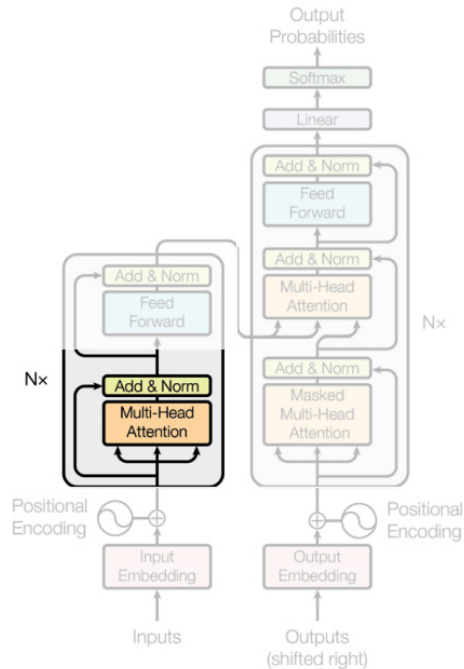 Output
Probabilities
Softmax
Linear
Add & Norm
Feed
Forward
Add & Norm
Multi-Head
Attention
Add & Norm
Masked
Multi-Head
Attention
Nx
Positional
Encoding
Output
Embedding
Outputs
(shifted right)
Add & Norm
Feed
Forward
Nx
Add & Norm
Multi-Head
Attention
Positional
Encoding
Input
Embedding
Inputs